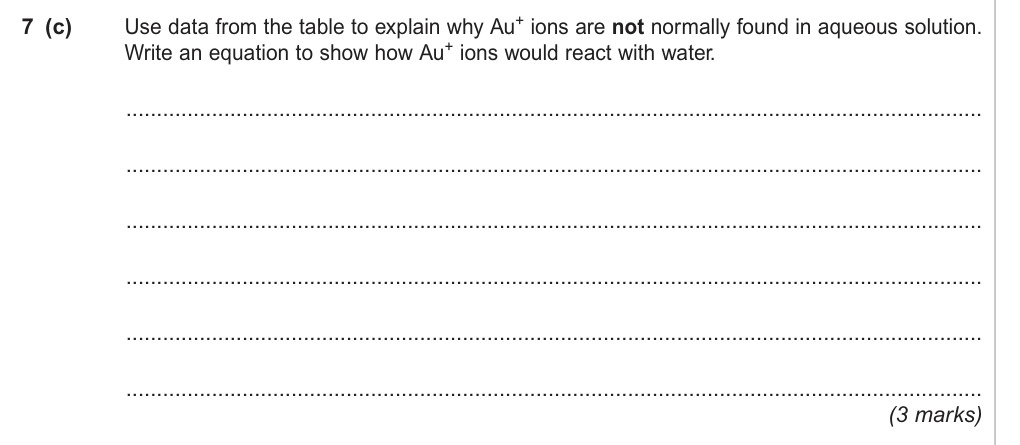 7 (c) Use data from the table to explain why Au⁺ ions are not normally found in aqueous solution.
Write an equation to show how Au⁺ ions would react with water.
(3 marks)